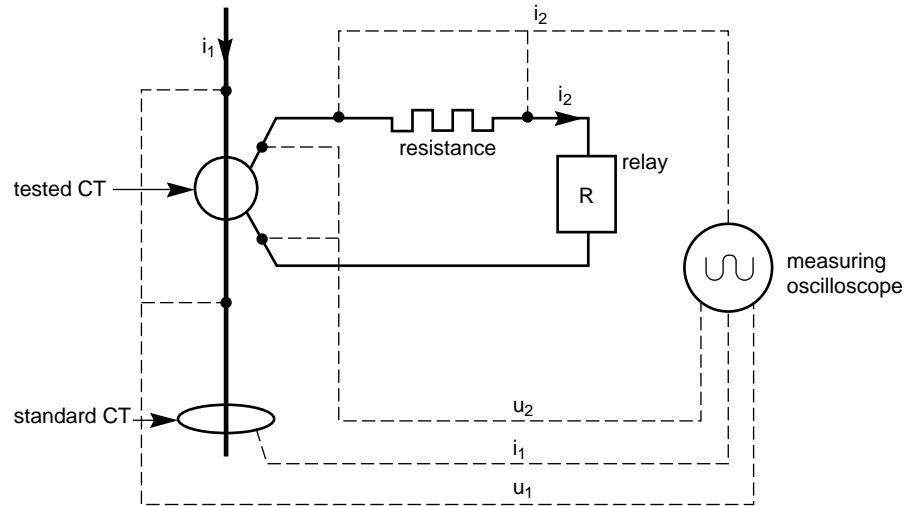 i₂
i₁
i₂
resistance
relay
tested CT
R
measuring
oscilloscope
standard CT
u₂
i₁
u₁